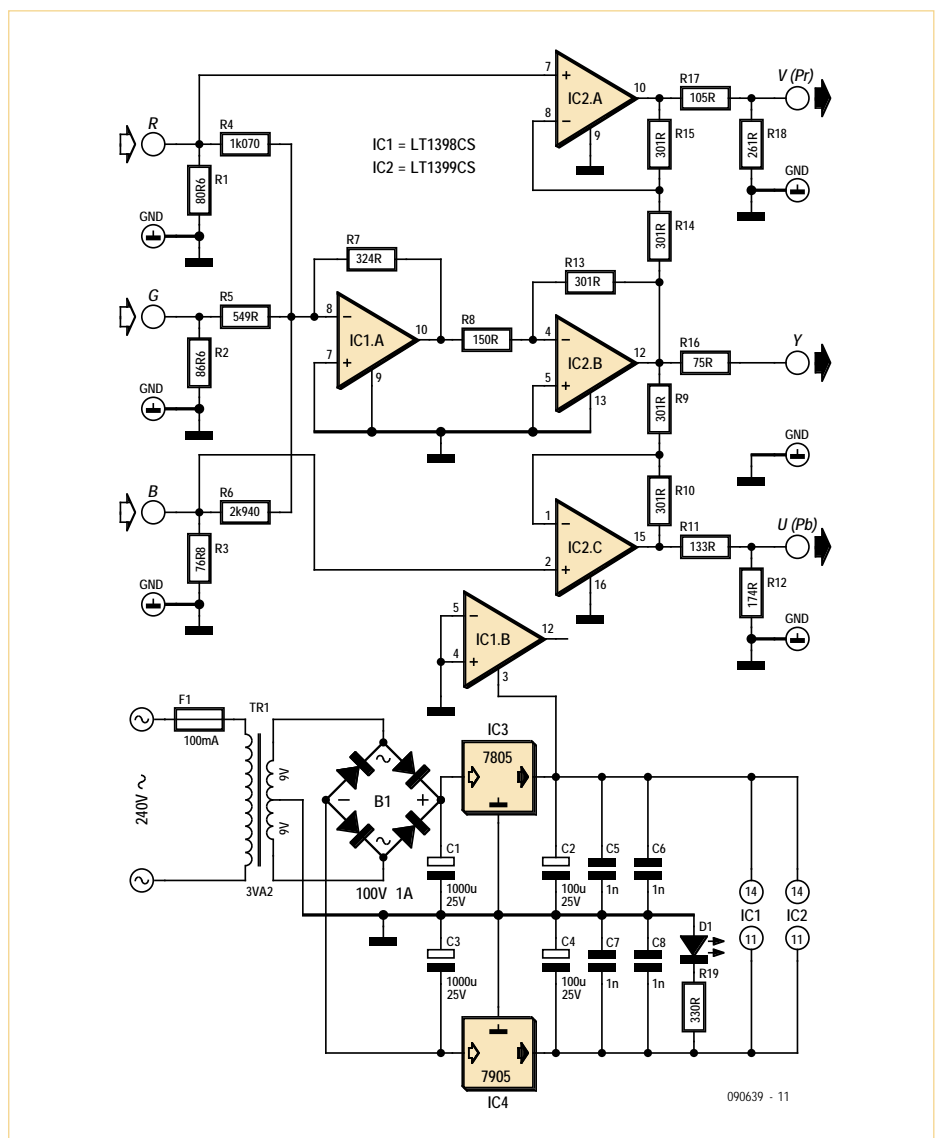 7
+
IC2.A
10
R17
105R
V (Pr)
8
–
9
R15
301R
R18
261R
GND
R
R4
1k070
IC1 = LT1398CS
IC2 = LT1399CS
R1
80R6
GND
R14
301R
R7
324R
R13
301R
G
R5
549R
8
–
IC1.A
10
R8
150R
4
–
IC2.B
12
R16
75R
Y
7
+
9
5
+
13
R2
86R6
GND
R9
301R
GND
B
R6
2k940
1
–
IC2.C
15
R10
301R
R11
133R
U (Pb)
2
+
16
R3
76R8
GND
R12
174R
GND
5
–
IC1.B
12
4
+
3
F1
100mA
TR1
9V
9V
240V ~
3VA2
~
–
B1
+
~
100V 1A
IC3
7805
C1
1000u
25V
C2
100u
25V
C5
1n
C6
1n
14
14
IC1
IC2
11
11
C3
1000u
25V
C4
100u
25V
C7
1n
C8
1n
D1
R19
330R
7905
IC4
090639 - 11